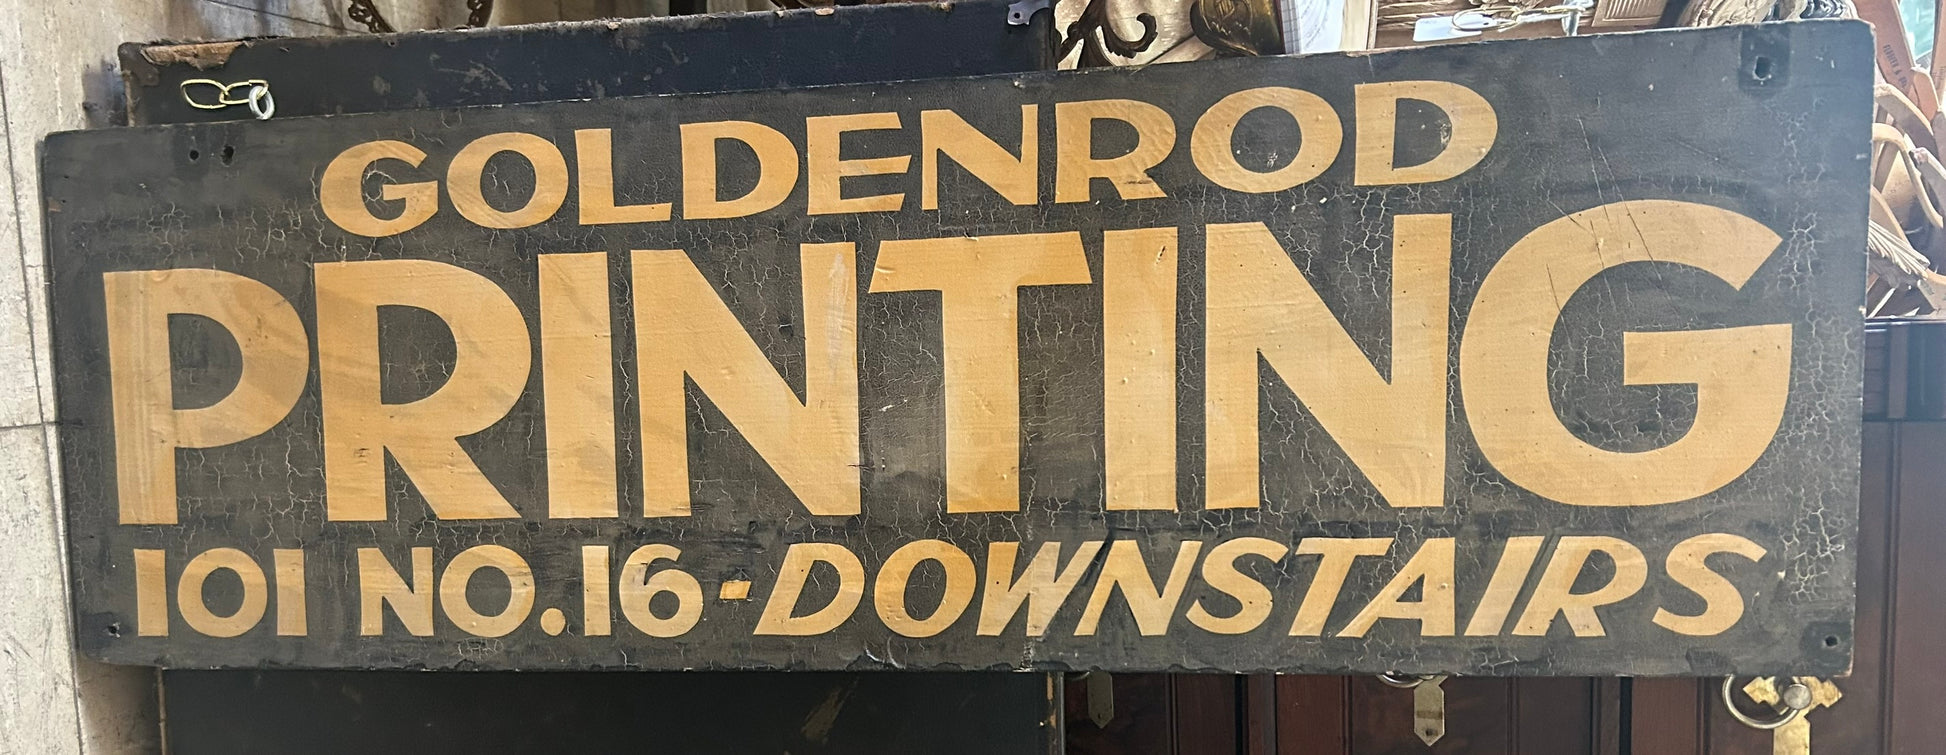 GOLDENROD
PRINTING
101 NO.16-DOWNSTAIRS